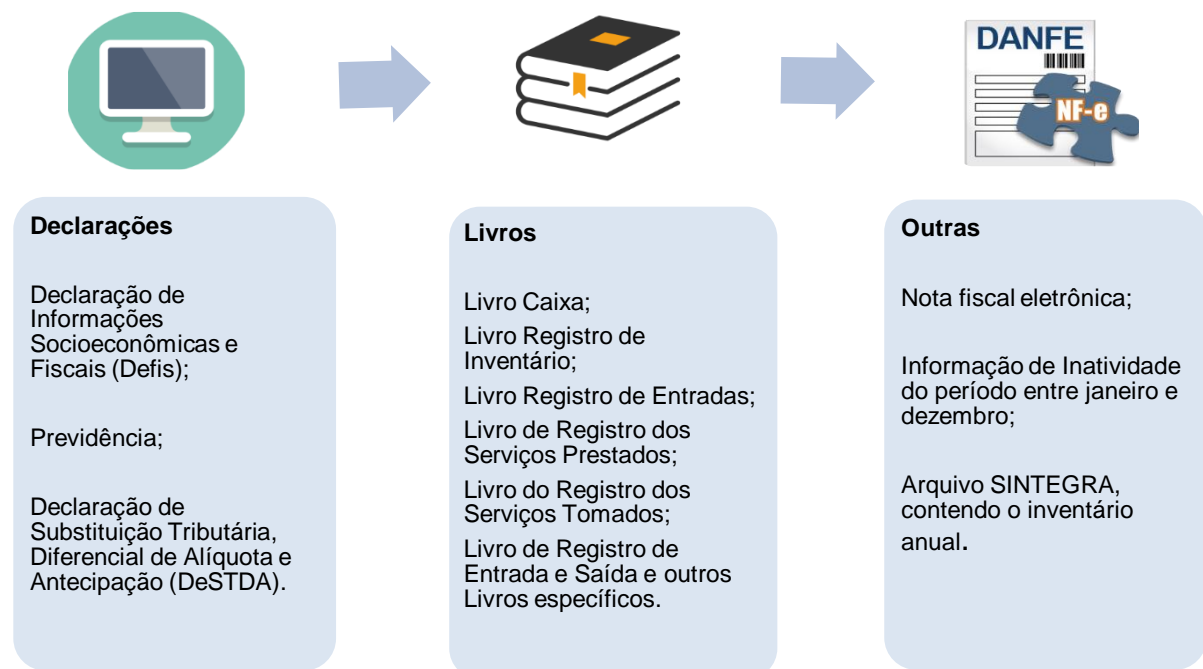 DANFE
NF-e
Declarações
Declaração de
Informações
Socioeconômicas e
Fiscais (Defis);
Previdência;
Declaração de
Substituição Tributária,
Diferencial de Alíquota e
Antecipação (DeSTDA).
Livros
Livro Caixa;
Livro Registro de
Inventário;
Livro Registro de Entradas;
Livro de Registro dos
Serviços Prestados;
Livro do Registro dos
Serviços Tomados;
Livro de Registro de
Entrada e Saída e outros
Livros específicos.
Outras
Nota fiscal eletrônica;
Informação de Inatividade
do período entre janeiro e
dezembro;
Arquivo SINTEGRA,
contendo o inventário
anual.